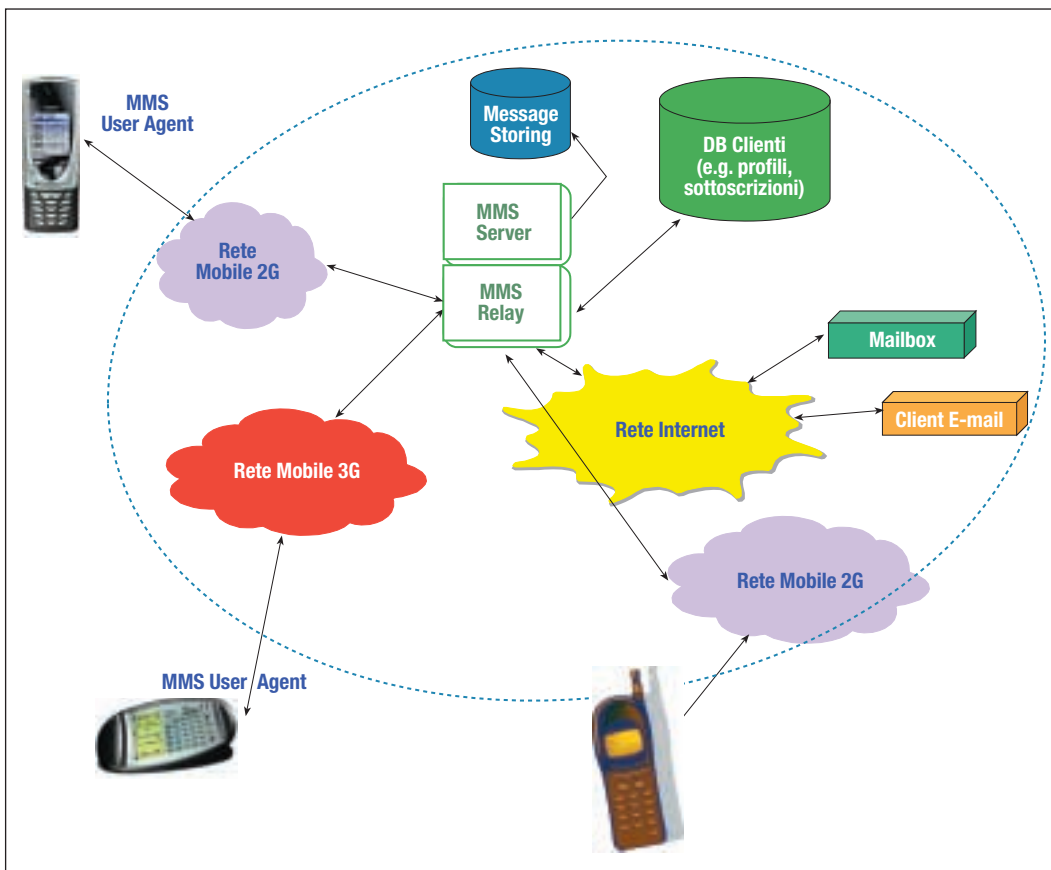 MMS
User Agent
Message
Storing
DB Clienti
(e.g. profili,
sottoscrizioni)
MMS
Server
Rete
Mobile 2G
MMS
Relay
Mailbox
Client E-mail
Rete Internet
Rete Mobile 3G
Rete Mobile 2G
MMS User Agent